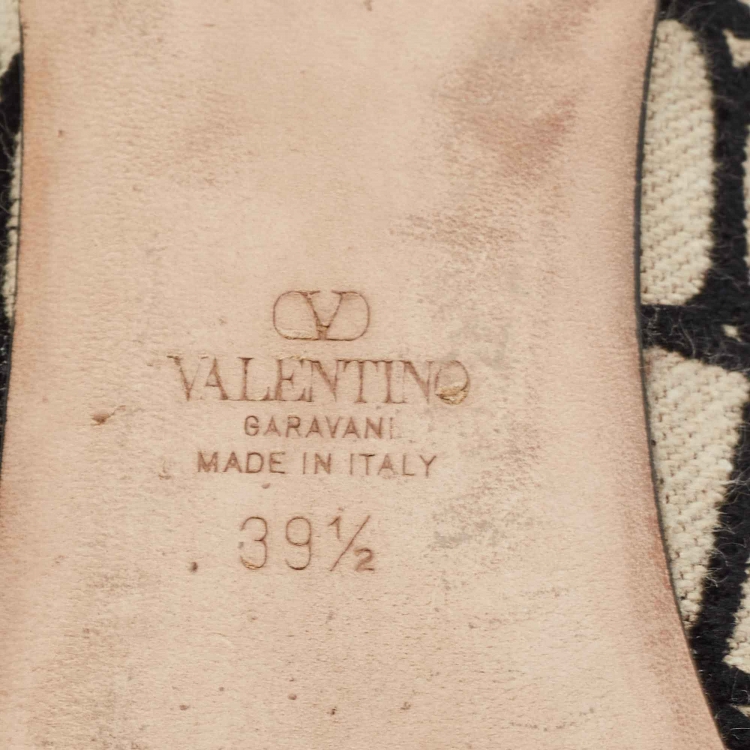 VALENTINO
GARAVANI
MADE IN ITALY
39½